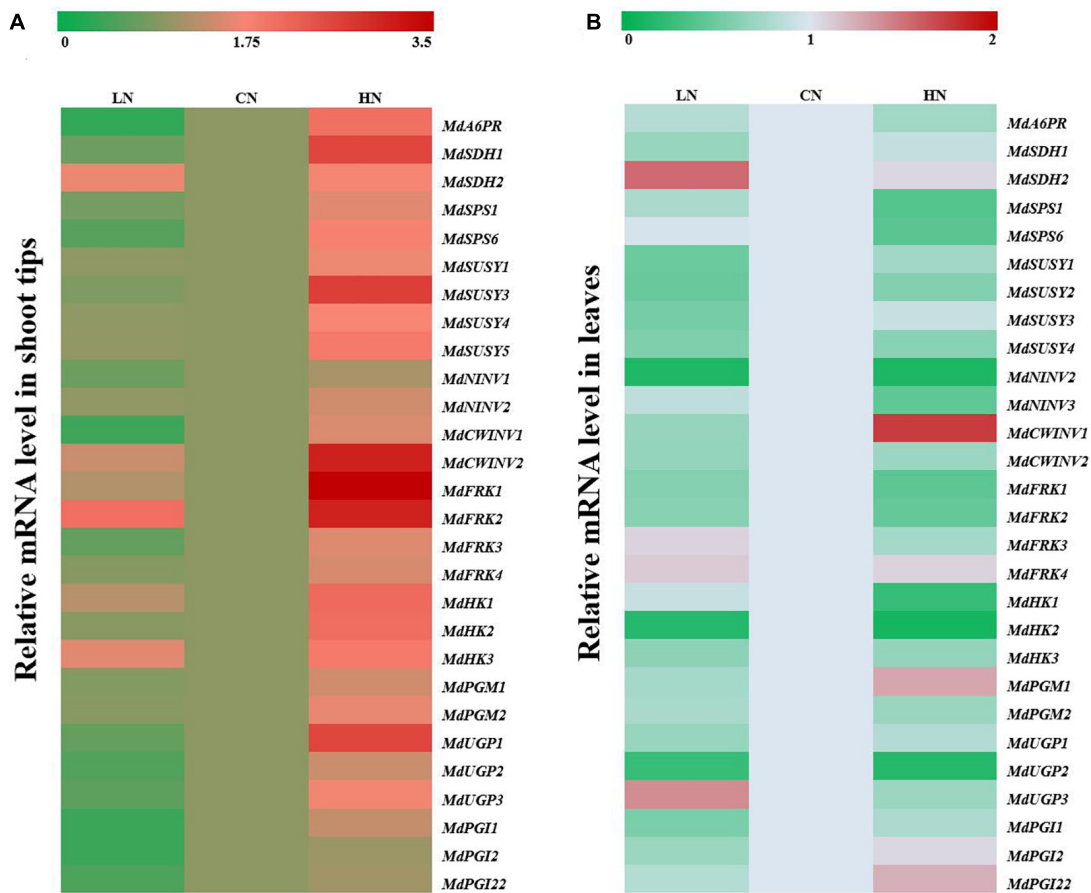 A
0 1.75 3.5
LN CN HN
Relative mRNA level in shoot tips
MdA6PR
MdSDH1
MdSDH2
MdSPS1
MdSPS6
MdSUSY1
MdSUSY3
MdSUSY4
MdSUSY5
MdNINV1
MdNINV2
MdCWINV1
MdCWINV2
MdFRK1
MdFRK2
MdFRK3
MdFRK4
MdHK1
MdHK2
MdHK3
MdPGM1
MdPGM2
MdUGP1
MdUGP2
MdUGP3
MdPGI1
MdPGI2
MdPGI22
B
0 1 2
LN CN HN
Relative mRNA level in leaves
MdA6PR
MdSDH1
MdSDH2
MdSPS1
MdSPS6
MdSUSY1
MdSUSY2
MdSUSY3
MdSUSY4
MdNINV2
MdNINV3
MdCWINV1
MdCWINV2
MdFRK1
MdFRK2
MdFRK3
MdFRK4
MdHK1
MdHK2
MdHK3
MdPGM1
MdPGM2
MdUGP1
MdUGP2
MdUGP3
MdPGI1
MdPGI2
MdPGI22